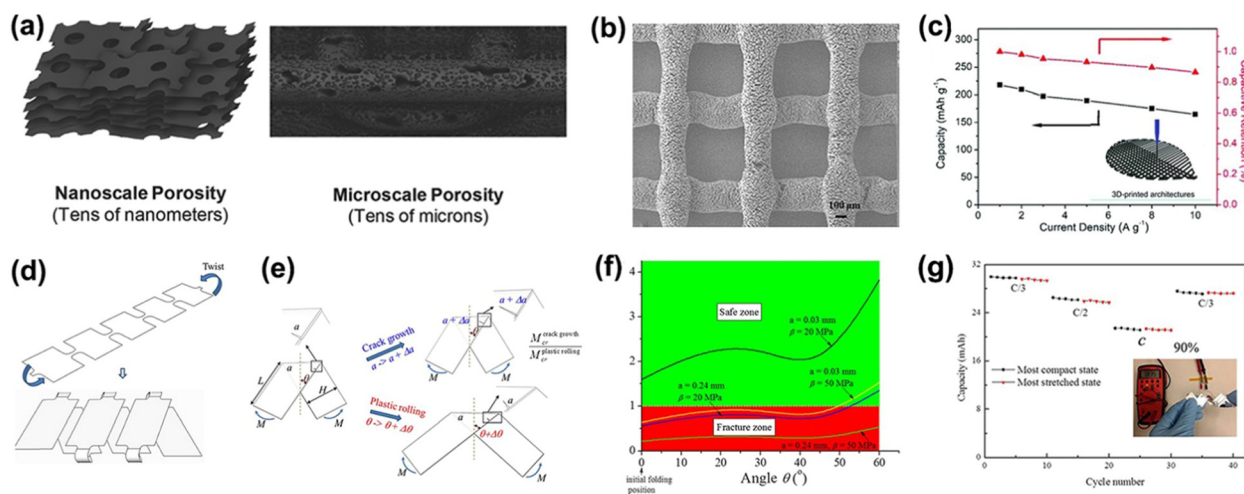 (a)
Nanoscale Porosity
(Tens of nanometers)
Microscale Porosity
(Tens of microns)
(b)
100 μm
(c)
Capacity (mAh g⁻¹)
300
250
200
150
100
50
0
0 2 4 6 8 10
Current Density (A g⁻¹)
1.0
0.8
0.6
0.4
0.2
0.0
3D-printed architectures
(d)
Twist
(e)
a
L
H
θ
M
M
Crack growth
a -> a + Δa
Plastic rolling
θ -> θ + Δθ
a + Δa
a + Δa
M
M
a
a
θ+Δθ
M
M
(f)
4
3
2
1
0
0 10 20 30 40 50 60
Angle θ (°)
initial folding
position
Safe zone
a = 0.03 mm
β = 20 MPa
a = 0.03 mm
β = 50 MPa
a = 0.24 mm
β = 20 MPa
Fracture zone
a = 0.24 mm, β = 50 MPa
(g)
Capacity (mAh)
32
24
16
8
0
0 10 20 30 40
Cycle number
C/3
C/2
C
C/3
90%
Most compact state
Most stretched state